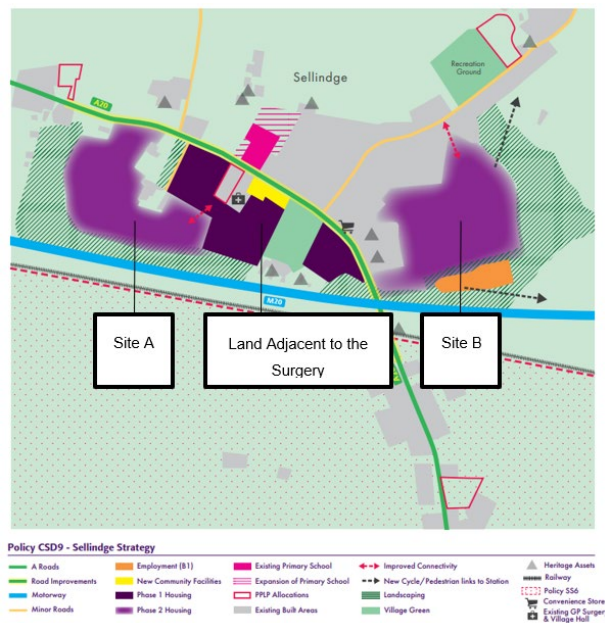 Sellindge
Recreation
Ground
A20
M20
Site A
Land Adjacent to the
Surgery
Site B
Policy CSD9 - Sellindge Strategy
A Roads
Road Improvements
Motorway
Minor Roads
Employment (B1)
New Community Facilities
Phase 1 Housing
Phase 2 Housing
Existing Primary School
Expansion of Primary School
PPLP Allocations
Existing Built Areas
Improved Connectivity
New Cycle/Pedestrian links to Station
Landscaping
Village Green
Heritage Assets
Railway
Policy SS6
Convenience Store
Existing GP Surgery
& Village Hall